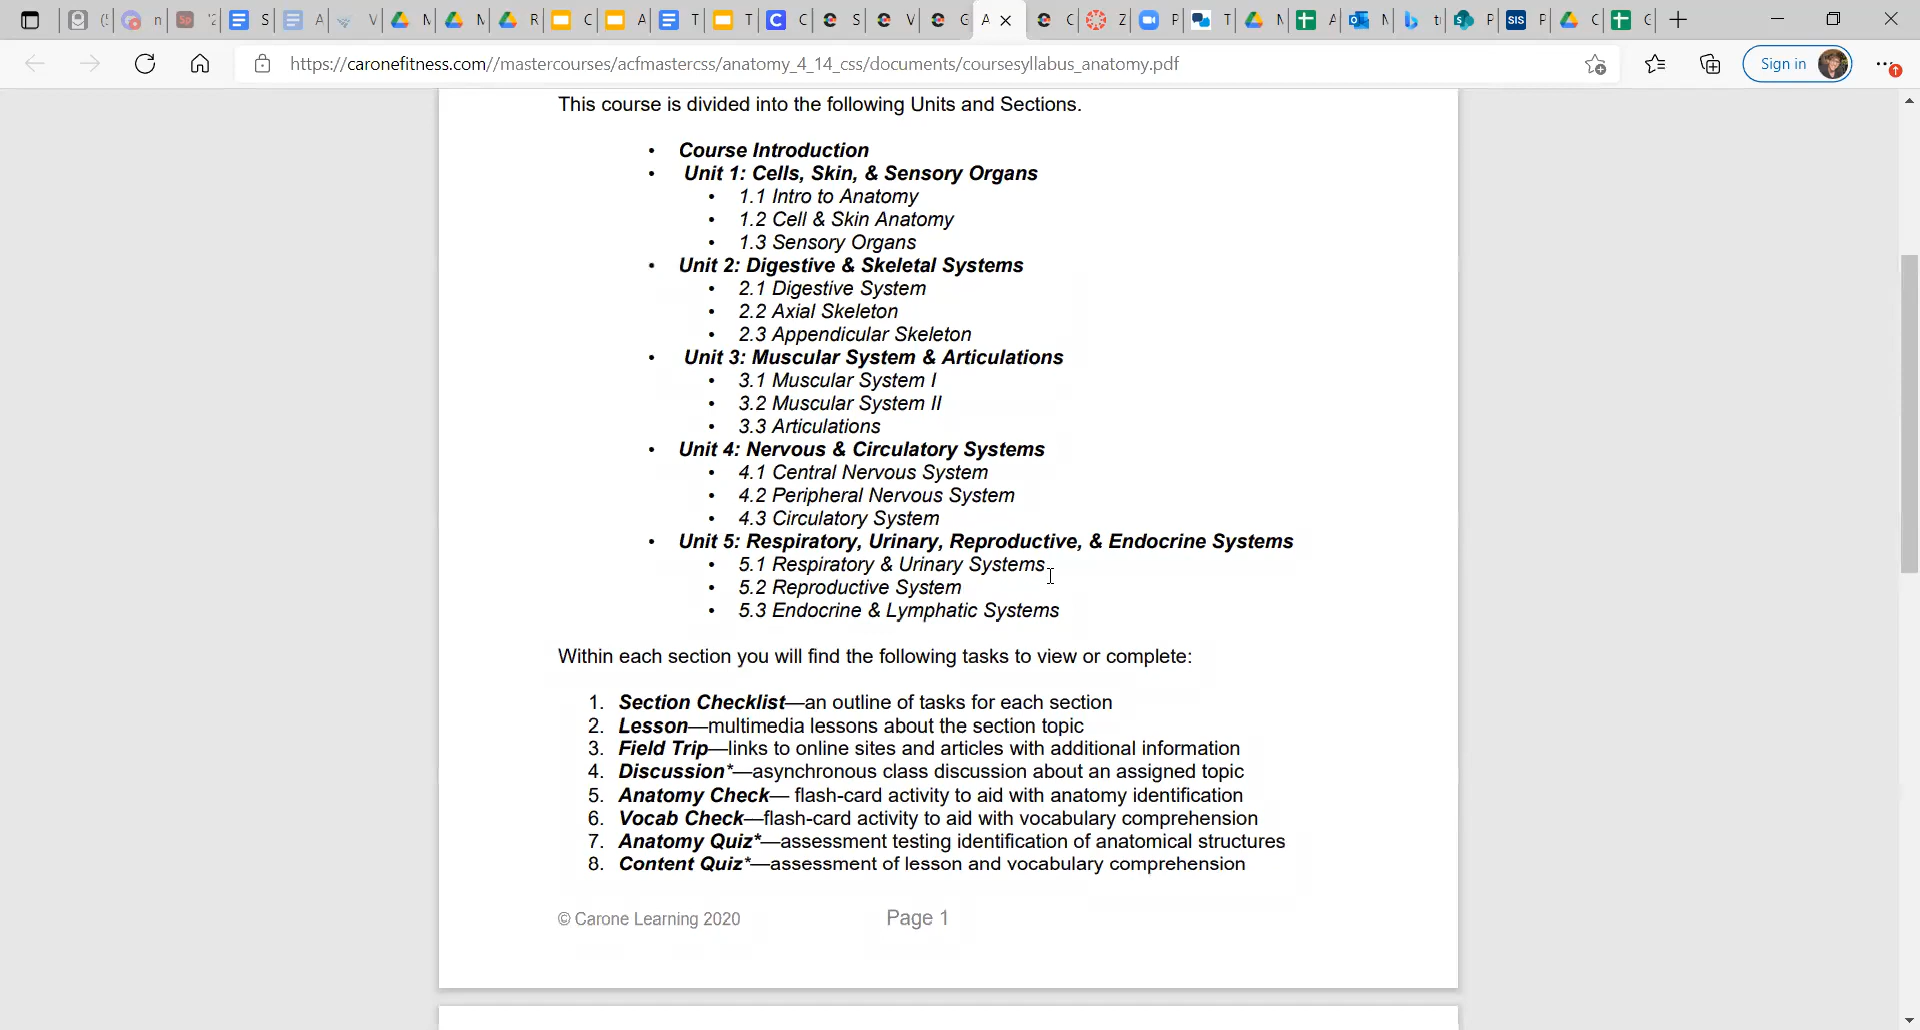 https://caronefitness.com//mastercourses/acfmastercss/anatomy_4_14_css/documents/coursesyllabus_anatomy.pdf
Sign in
This course is divided into the following Units and Sections.
• Course Introduction
• Unit 1: Cells, Skin, & Sensory Organs
• 1.1 Intro to Anatomy
• 1.2 Cell & Skin Anatomy
• 1.3 Sensory Organs
• Unit 2: Digestive & Skeletal Systems
• 2.1 Digestive System
• 2.2 Axial Skeleton
• 2.3 Appendicular Skeleton
• Unit 3: Muscular System & Articulations
• 3.1 Muscular System I
• 3.2 Muscular System II
• 3.3 Articulations
• Unit 4: Nervous & Circulatory Systems
• 4.1 Central Nervous System
• 4.2 Peripheral Nervous System
• 4.3 Circulatory System
• Unit 5: Respiratory, Urinary, Reproductive, & Endocrine Systems
• 5.1 Respiratory & Urinary Systems
• 5.2 Reproductive System
• 5.3 Endocrine & Lymphatic Systems
Within each section you will find the following tasks to view or complete:
1. Section Checklist—an outline of tasks for each section
2. Lesson—multimedia lessons about the section topic
3. Field Trip—links to online sites and articles with additional information
4. Discussion*—asynchronous class discussion about an assigned topic
5. Anatomy Check— flash-card activity to aid with anatomy identification
6. Vocab Check—flash-card activity to aid with vocabulary comprehension
7. Anatomy Quiz*—assessment testing identification of anatomical structures
8. Content Quiz*—assessment of lesson and vocabulary comprehension
© Carone Learning 2020 Page 1